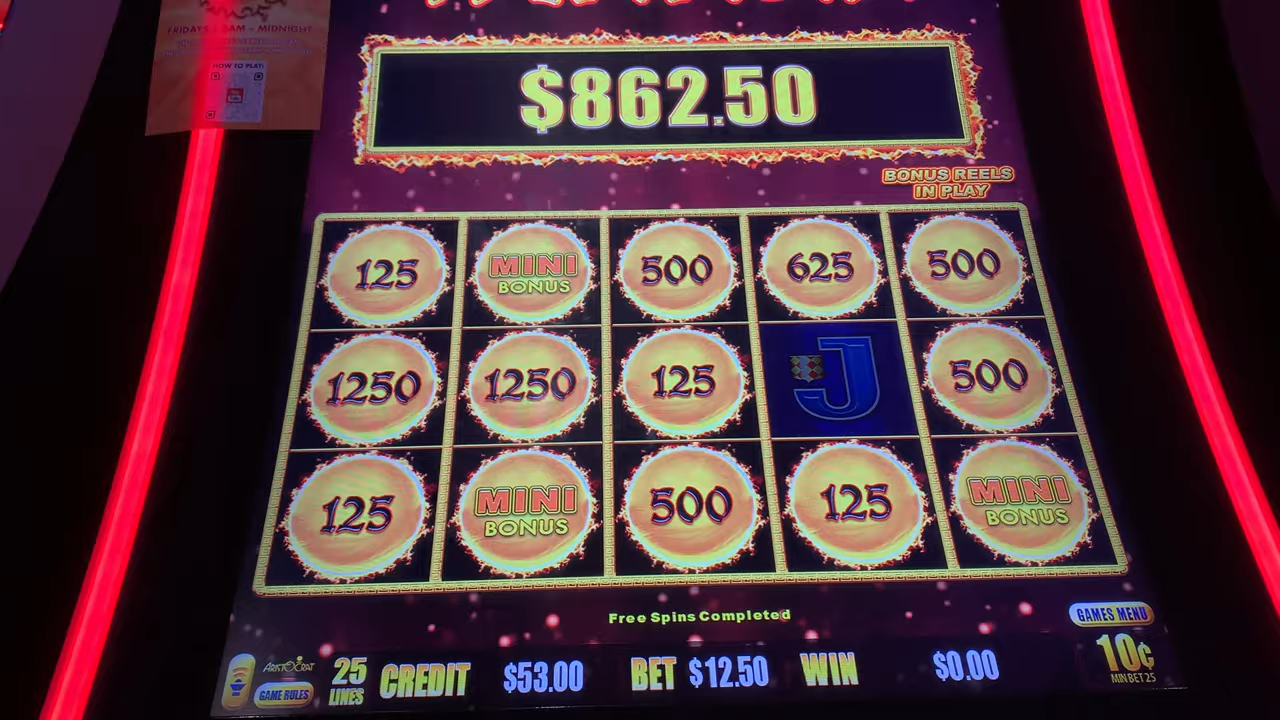 FRIDAYS
MIDNIGHT
HOW TO PLAY:
$862.50
BONUS REELS
IN PLAY
125 MINI BONUS 500 625 500
1250 1250 125 J 500
125 MINI BONUS 500 125 MINI BONUS
Free Spins Completed
GAMES MENU
ARISTOCRAT
GAME RULES
25 LINES CREDIT $53.00 BET $12.50 WIN $0.00 10¢
MIN BET 25